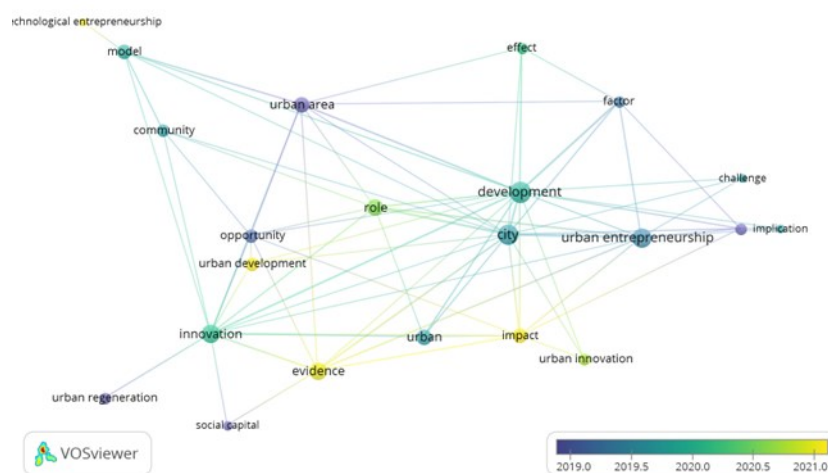 chnological entrepreneurship
model
effect
urban area
factor
community
challenge
development
role
opportunity
city
urban entrepreneurship
implication
urban development
innovation
urban
impact
urban innovation
evidence
urban regeneration
social capital
VOSviewer
2019.0 2019.5 2020.0 2020.5 2021.0